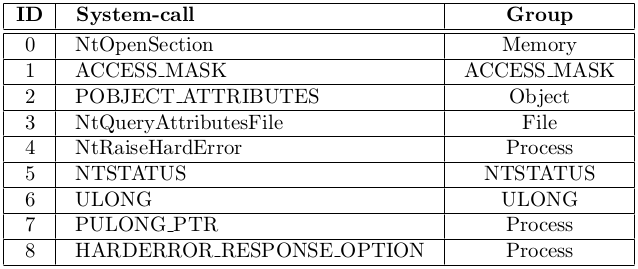 ID System-call Group
0 NtOpenSection Memory
1 ACCESS_MASK ACCESS_MASK
2 POBJECT_ATTRIBUTES Object
3 NtQueryAttributesFile File
4 NtRaiseHardError Process
5 NTSTATUS NTSTATUS
6 ULONG ULONG
7 PULONG_PTR Process
8 HARDERROR_RESPONSE_OPTION Process